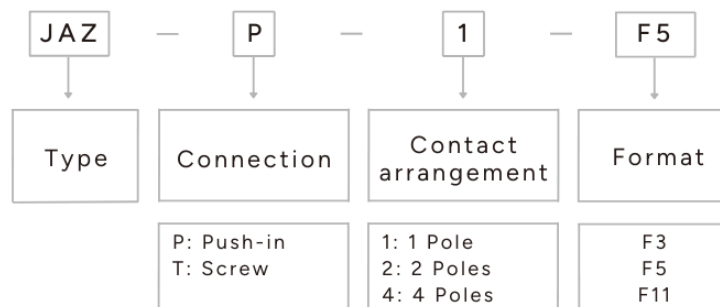 JAZ — P — 1 — F5
Type
Connection
Contact
arrangement
Format
P: Push-in
T: Screw
1: 1 Pole
2: 2 Poles
4: 4 Poles
F3
F5
F11